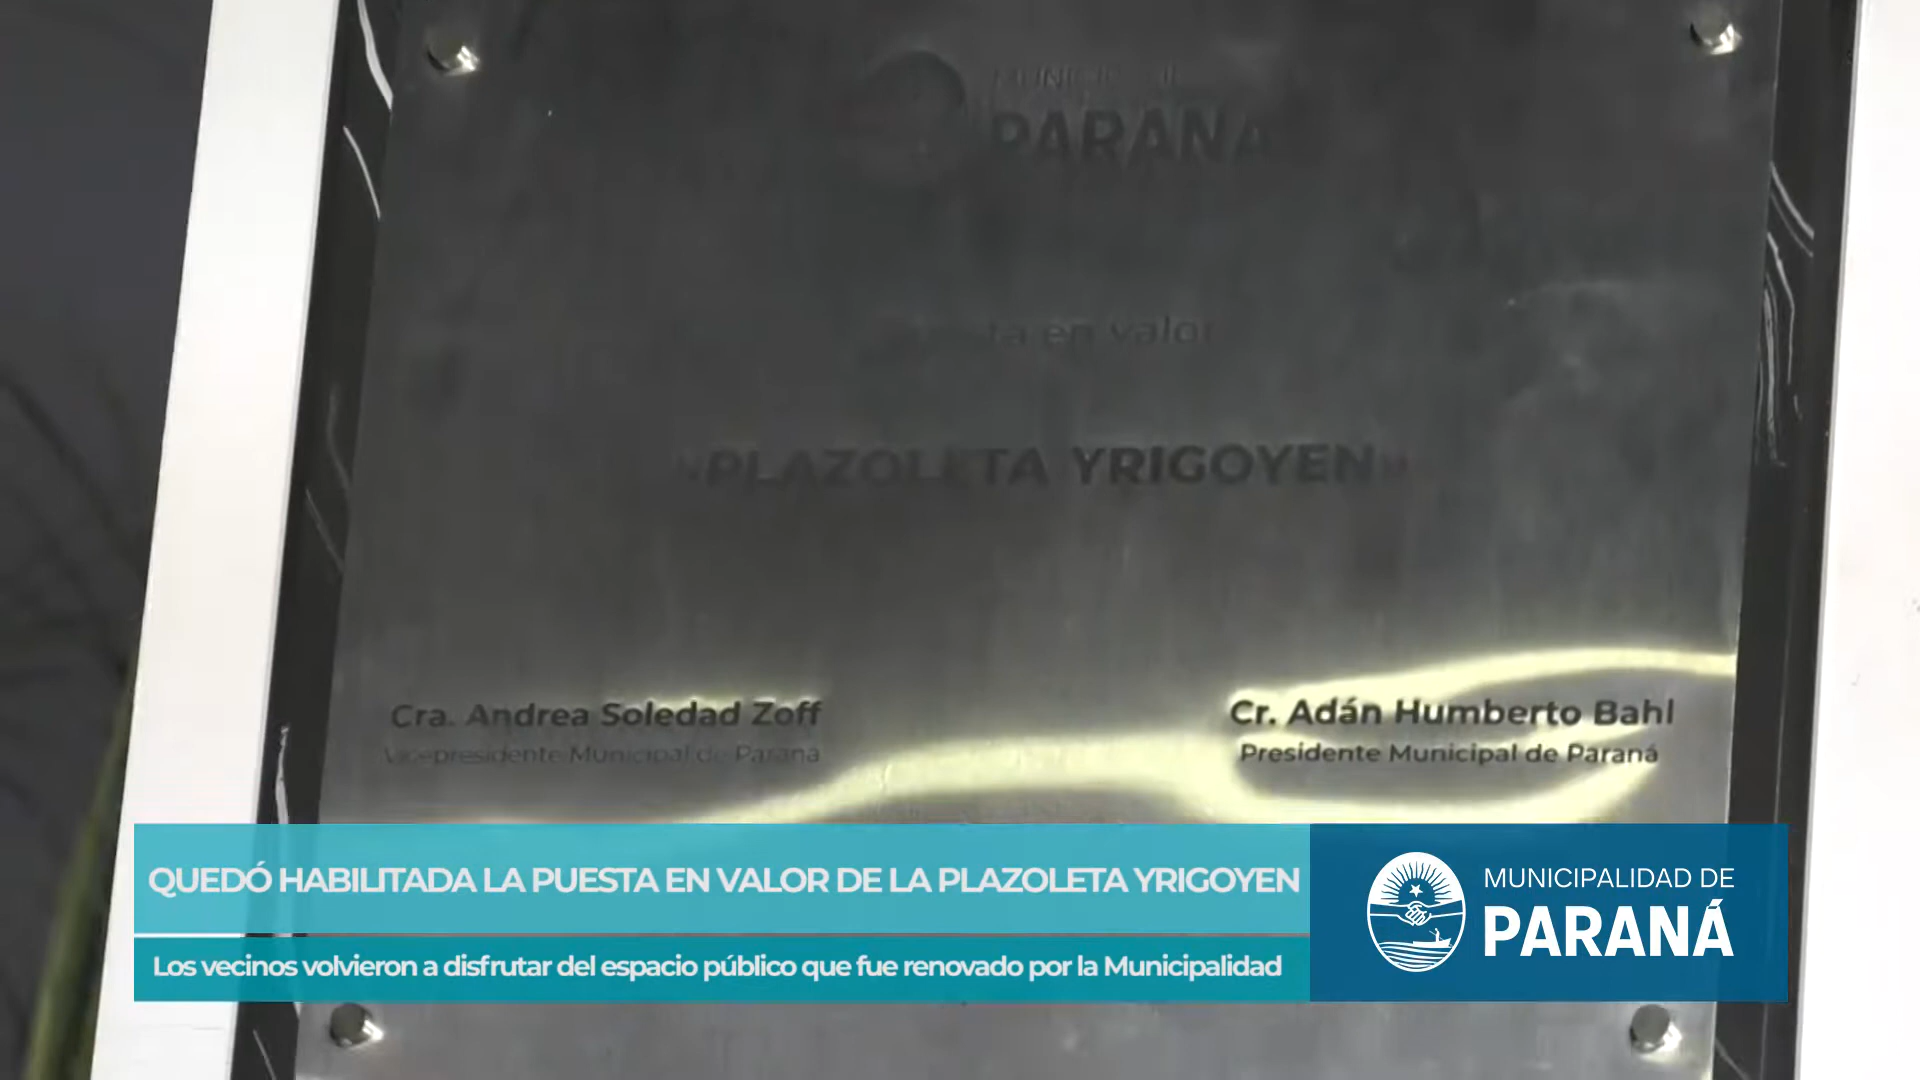 PARANÁ
en valor
«PLAZOLETA YRIGOYEN»
Cra. Andrea Soledad Zoff
Vicepresidente Municipal de Paraná
Cr. Adán Humberto Bahl
Presidente Municipal de Paraná
QUEDÓ HABILITADA LA PUESTA EN VALOR DE LA PLAZOLETA YRIGOYEN
Los vecinos volvieron a disfrutar del espacio público que fue renovado por la Municipalidad
MUNICIPALIDAD DE
PARANÁ